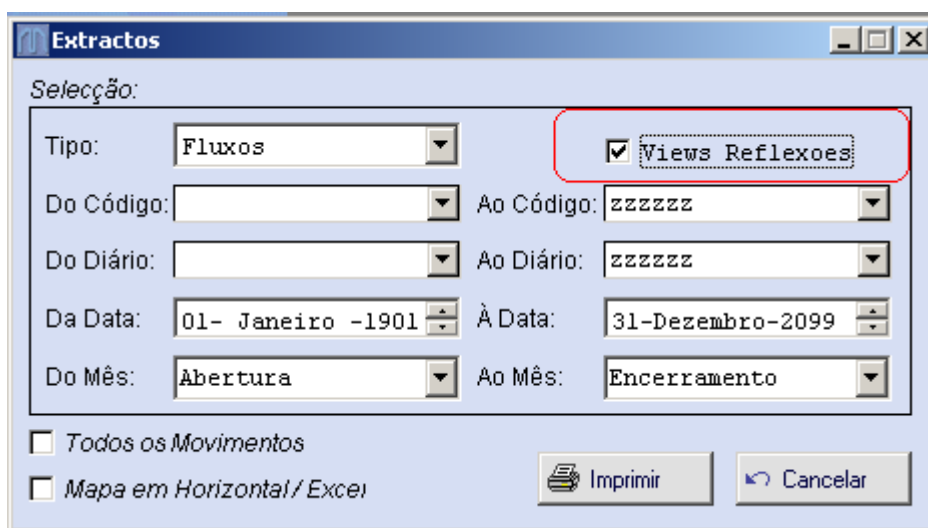 Extractos
Selecção:
Tipo: Fluxos Views Reflexoes
Do Código: Ao Código: zzzzzz
Do Diário: Ao Diário: zzzzzz
Da Data: 01- Janeiro -1901 À Data: 31-Dezembro-2099
Do Mês: Abertura Ao Mês: Encerramento
Todos os Movimentos
Mapa em Horizontal / Excel
Imprimir Cancelar